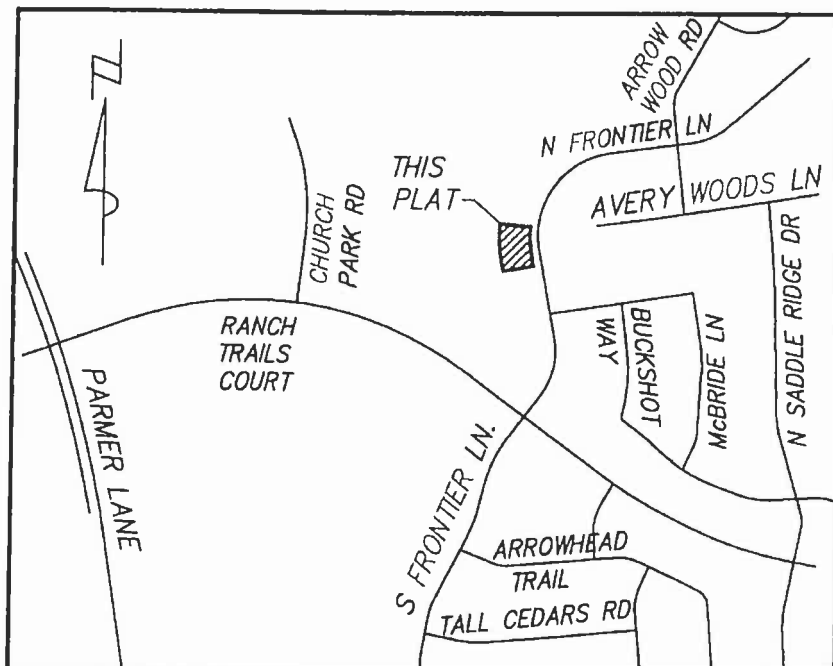 ARROW
WOOD RD
N FRONTIER LN
THIS
PLAT
AVERY WOODS LN
CHURCH
PARK RD
RANCH
TRAILS
COURT
BUCKSHOT
WAY
McBRIDE LN
N SADDLE RIDGE DR
PARMER LANE
S FRONTIER LN.
ARROWHEAD
TRAIL
TALL CEDARS RD